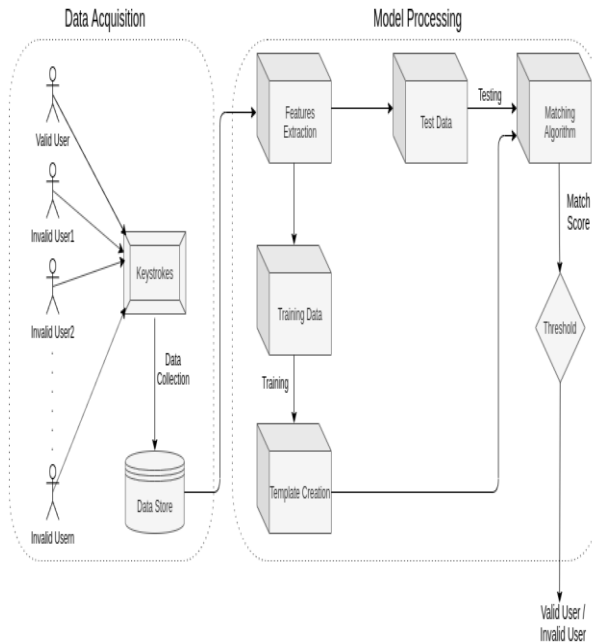 Data Acquisition
Model Processing
Valid User
Invalid User1
Invalid User2
Invalid Usern
Keystrokes
Data
Collection
Data Store
Features
Extraction
Test Data
Testing
Matching
Algorithm
Training Data
Training
Template Creation
Match
Score
Threshold
Valid User /
Invalid User